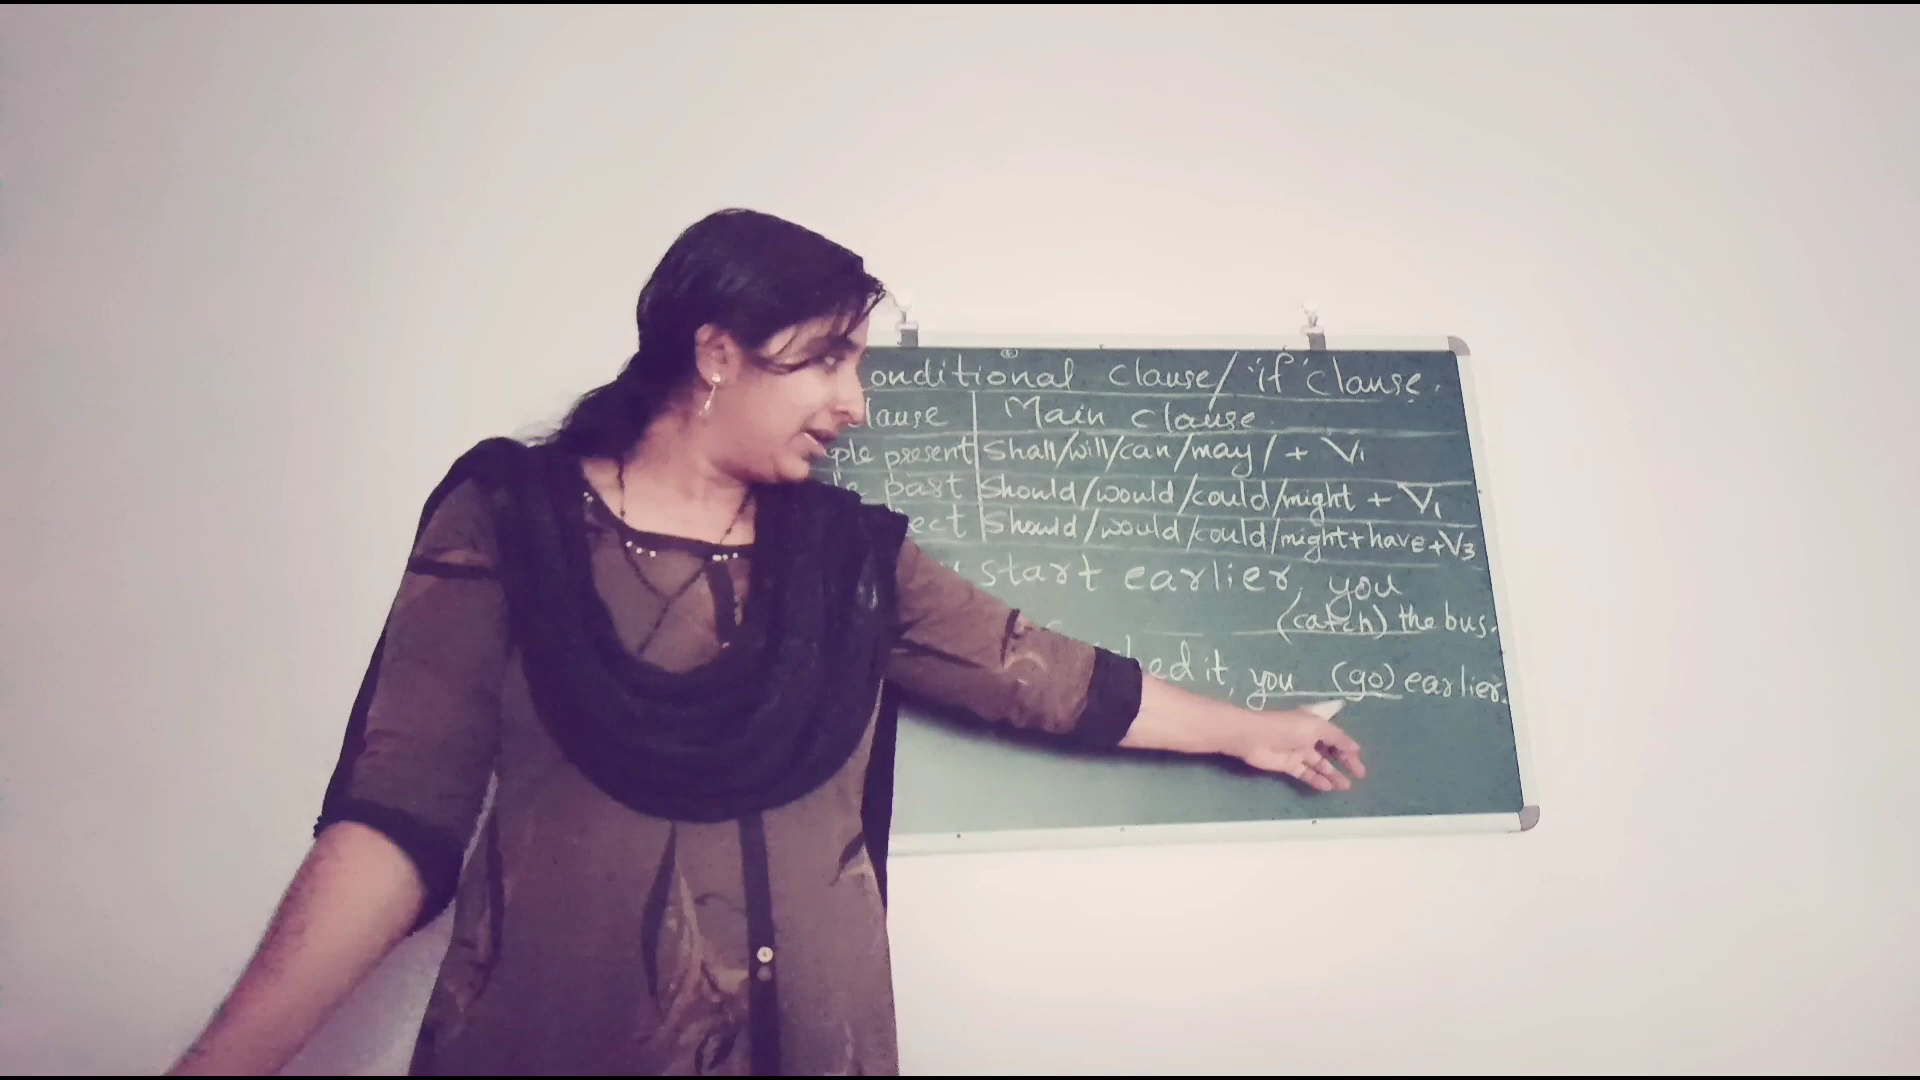 onditional clause/ "if" clause.
lause | Main clause
ple present | Shall/will/can/may/ + V1
past | Should/would/could/might + V1
ect | Should/would/could/might+have+V3
start earlier, you
(catch) the bus.
hed it, you (go) earlier.